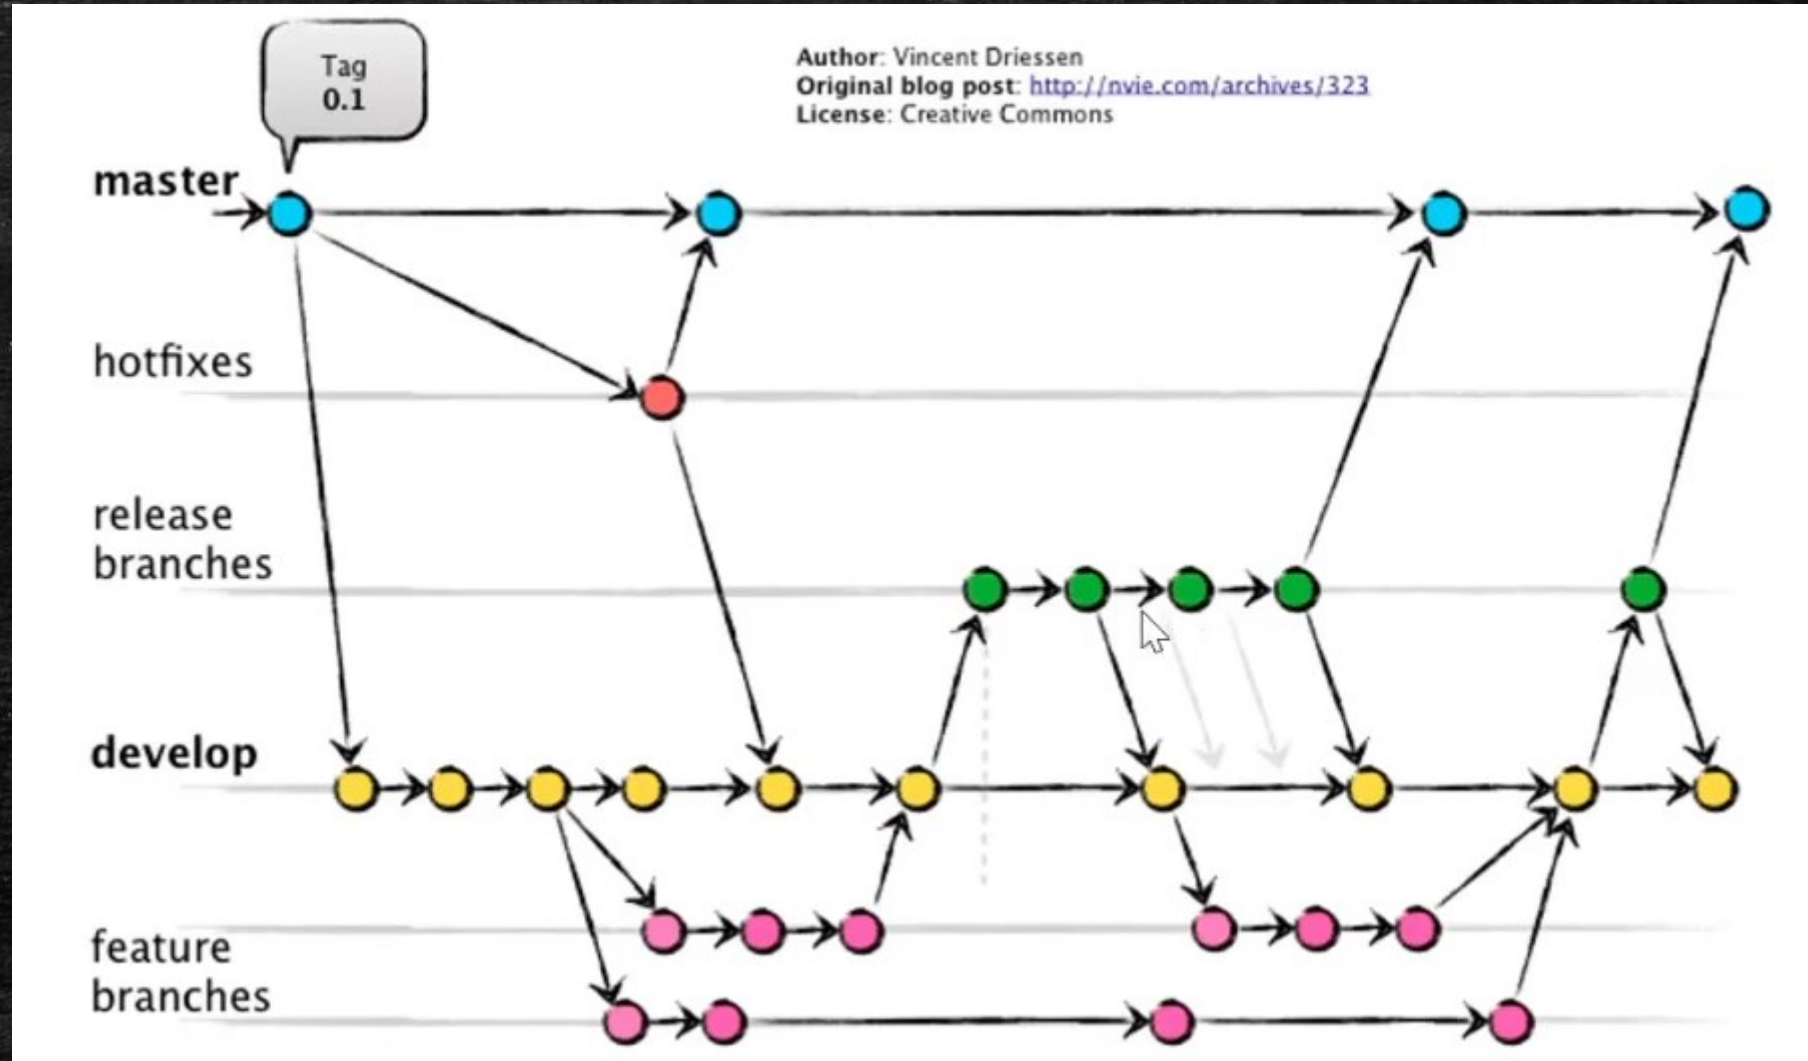 Tag
0.1
Author: Vincent Driessen
Original blog post: http://nvie.com/archives/323
License: Creative Commons
master
hotfixes
release
branches
develop
feature
branches